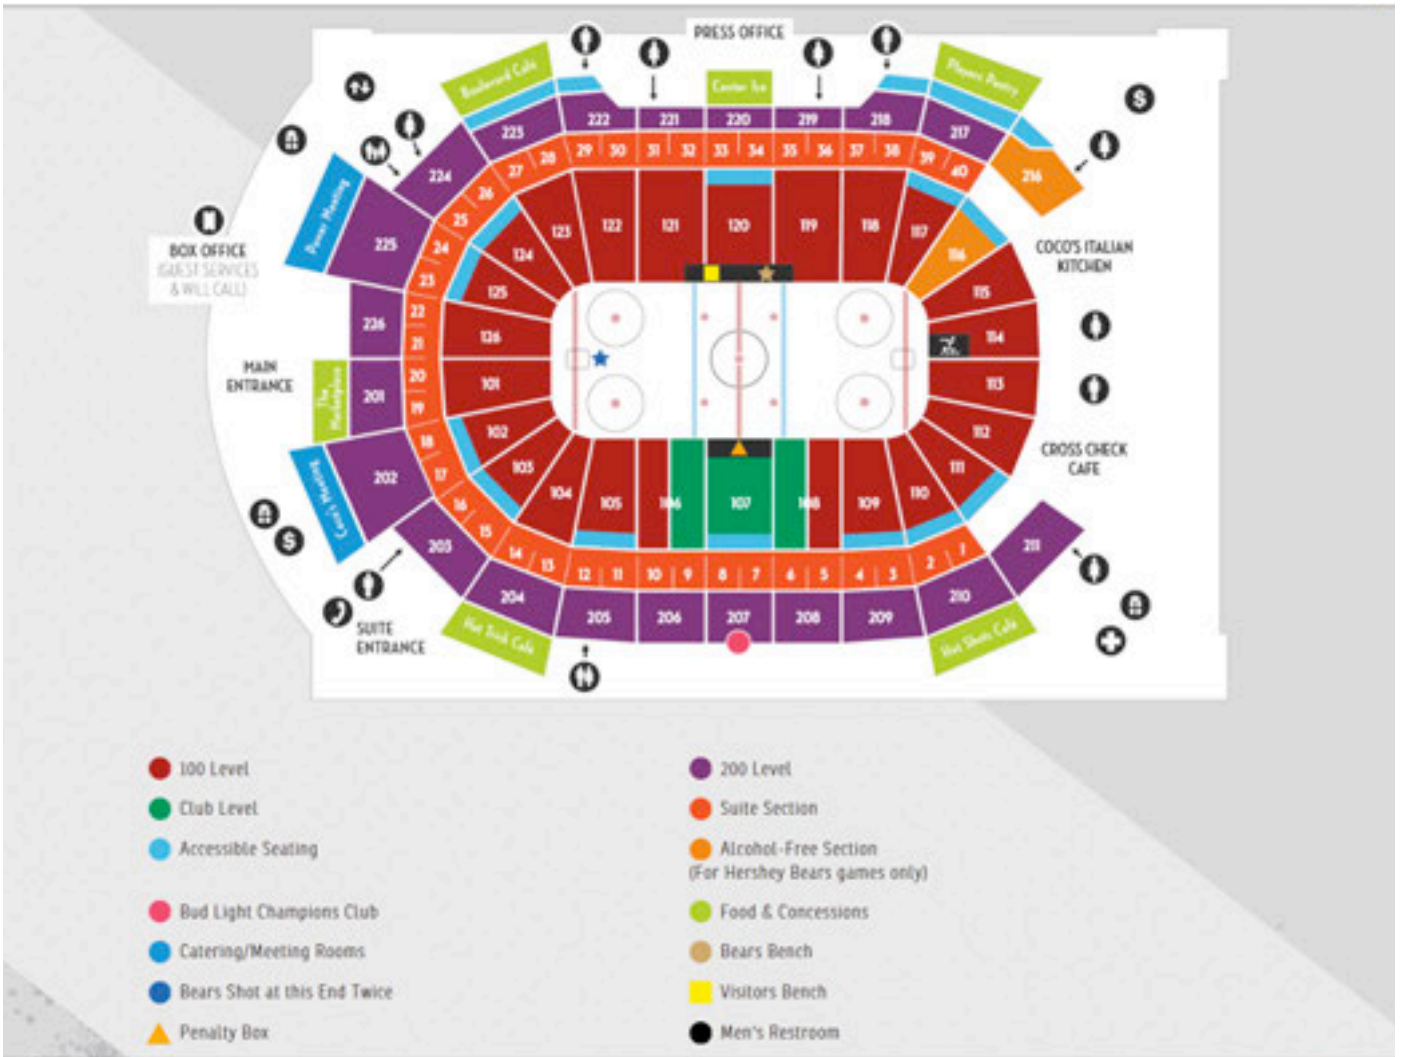 PRESS OFFICE
Boulevard Café
Center Ice
Players Pantry
222
221
220
219
218
223
217
224
216
29
30
31
32
33
34
35
36
37
38
28
39
27
40
26
25
24
23
22
21
20
19
18
17
16
15
14
13
12
11
10
9
8
7
6
5
4
3
2
1
Power Meeting
225
BOX OFFICE
(GUEST SERVICES
& WILL CALL)
123
122
121
120
119
118
117
116
124
125
126
115
114
COCO'S ITALIAN
KITCHEN
226
MAIN
ENTRANCE
The
Marketplace
201
101
113
102
112
103
111
104
105
106
107
108
109
110
CROSS CHECK
CAFE
202
Meeting
203
211
204
205
206
207
208
209
210
Hat Trick Café
Hot Shots Café
SUITE
ENTRANCE
100 Level
200 Level
Club Level
Suite Section
Accessible Seating
Alcohol-Free Section
(For Hershey Bears games only)
Bud Light Champions Club
Food & Concessions
Catering/Meeting Rooms
Bears Bench
Bears Shot at this End Twice
Visitors Bench
Penalty Box
Men's Restroom